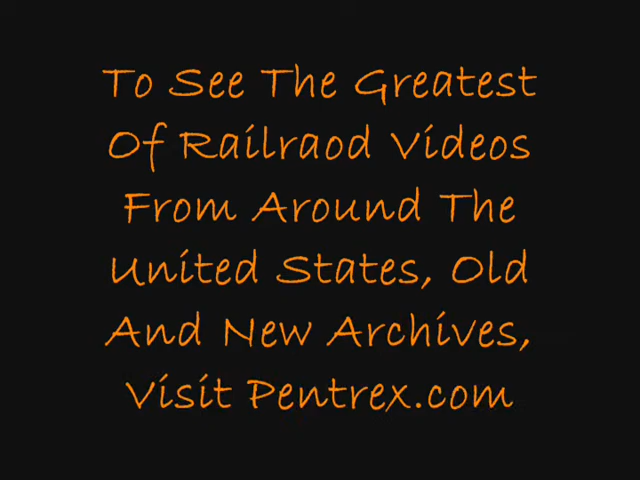 To See The Greatest
Of Railraod Videos
From Around The
United States, Old
And New Archives,
Visit Pentrex.com